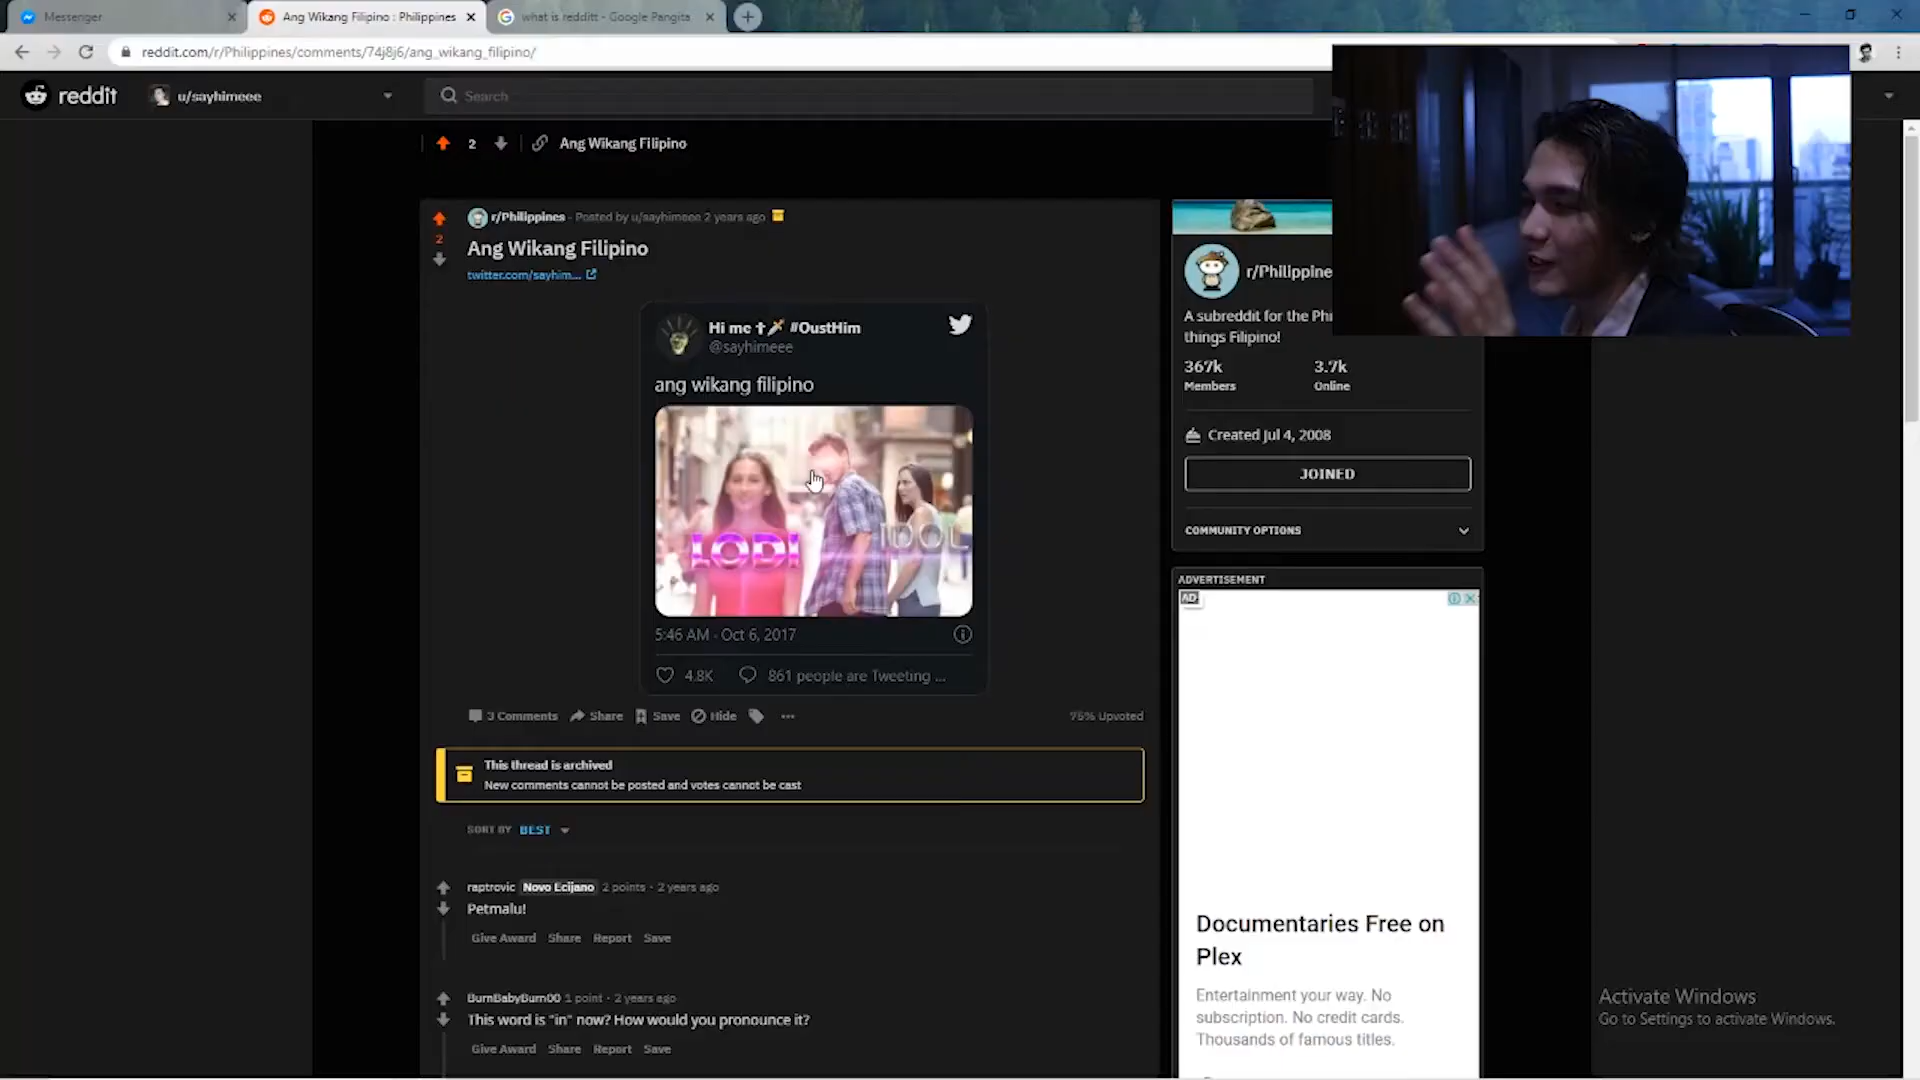 Messenger
Ang Wikang Filipino : Philippines
what is redditt - Google Pangita
reddit.com/r/Philippines/comments/74j8j6/ang_wikang_filipino/
reddit
u/sayhimeee
Search
2
Ang Wikang Filipino
r/Philippines · Posted by u/sayhimeee 2 years ago
2
Ang Wikang Filipino
twitter.com/sayhim...
Hi me #OustHim
@sayhimeee
ang wikang filipino
LODI
IDOL
5:46 AM · Oct 6, 2017
4.8K
861 people are Tweeting ...
3 Comments
Share
Save
Hide
75% Upvoted
This thread is archived
New comments cannot be posted and votes cannot be cast
SORT BY BEST
raptrovic Novo Ecijano 2 points · 2 years ago
Petmalu!
Give Award Share Report Save
BurnBabyBurn00 1 point · 2 years ago
This word is "in" now? How would you pronounce it?
Give Award Share Report Save
r/Philippine
A subreddit for the Phi
things Filipino!
367k
3.7k
Members
Online
Created Jul 4, 2008
JOINED
COMMUNITY OPTIONS
ADVERTISEMENT
AD
Documentaries Free on
Plex
Entertainment your way. No
subscription. No credit cards.
Thousands of famous titles.
Activate Windows
Go to Settings to activate Windows.